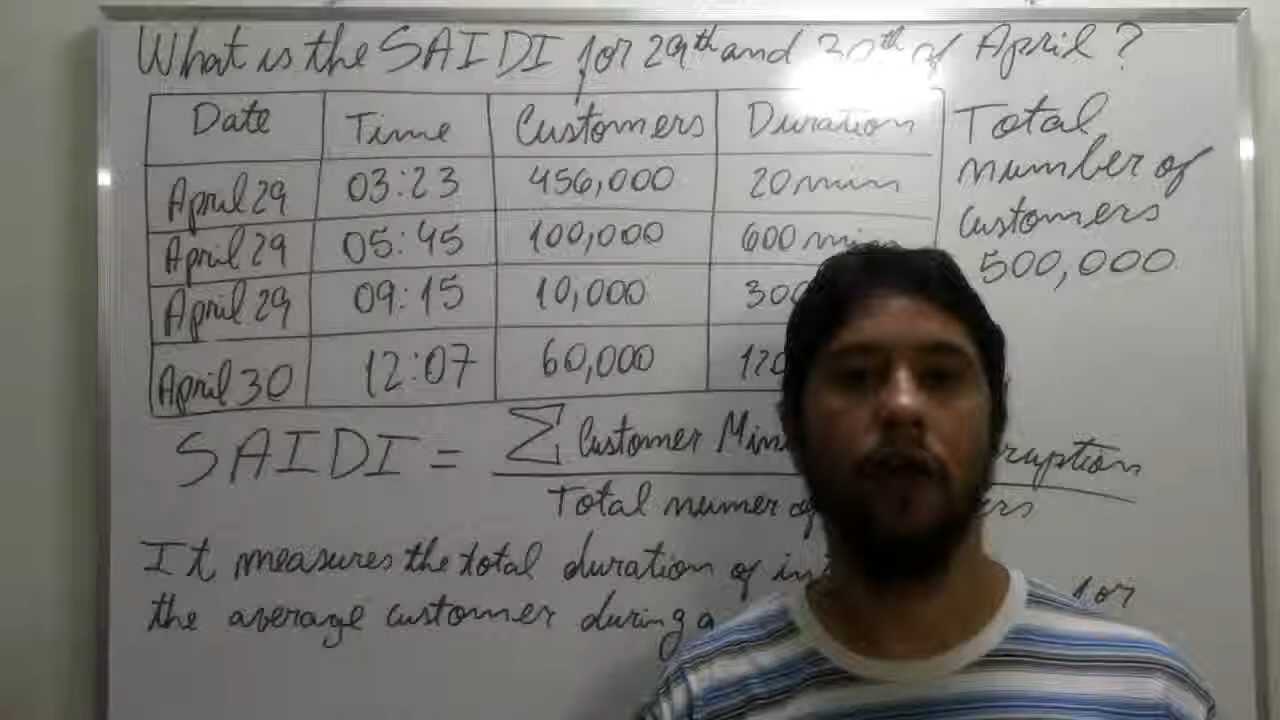 What is the SAIDI for 29th and 30th of April?
Date Time Customers Duration
April 29 03:23 456,000 20 mins
April 29 05:45 100,000 600 mins
April 29 09:15 10,000
April 30 12:07 60,000
Total
number of
customers
500,000
SAIDI = Σ Customer
Total numer
It measures the total duration of
the average customer during a